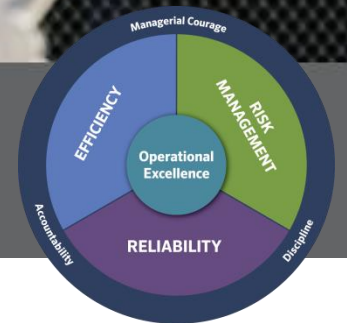 Managerial Courage
EFFICIENCY
RISK
MANAGEMENT
Operational
Excellence
RELIABILITY
Accountability
Discipline